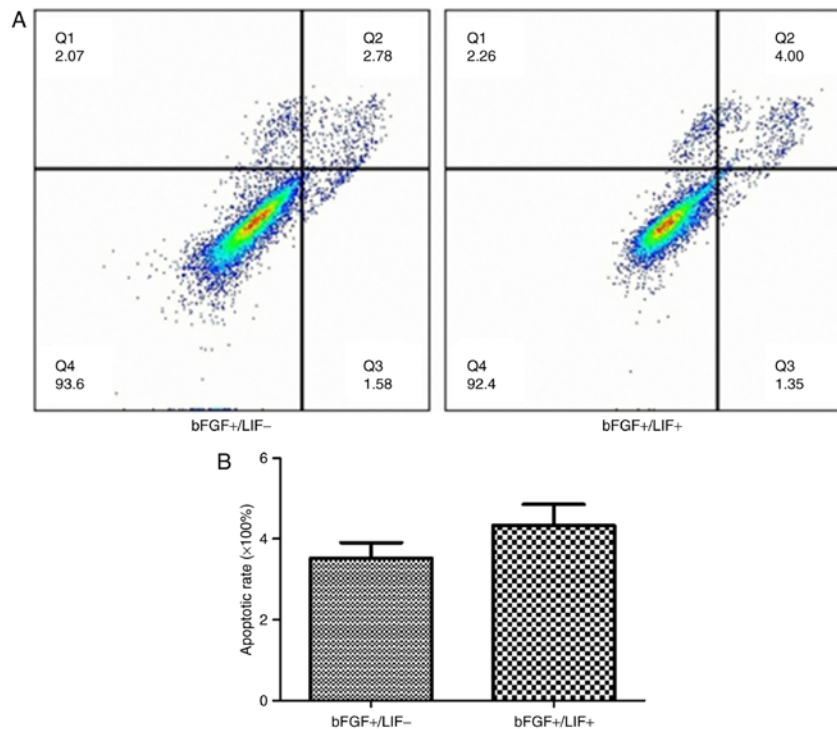 A
Q1
2.07
Q2
2.78
Q4
93.6
Q3
1.58
bFGF+/LIF−
Q1
2.26
Q2
4.00
Q4
92.4
Q3
1.35
bFGF+/LIF+
B
Apoptotic rate (×100%)
6
4
2
0
bFGF+/LIF−
bFGF+/LIF+